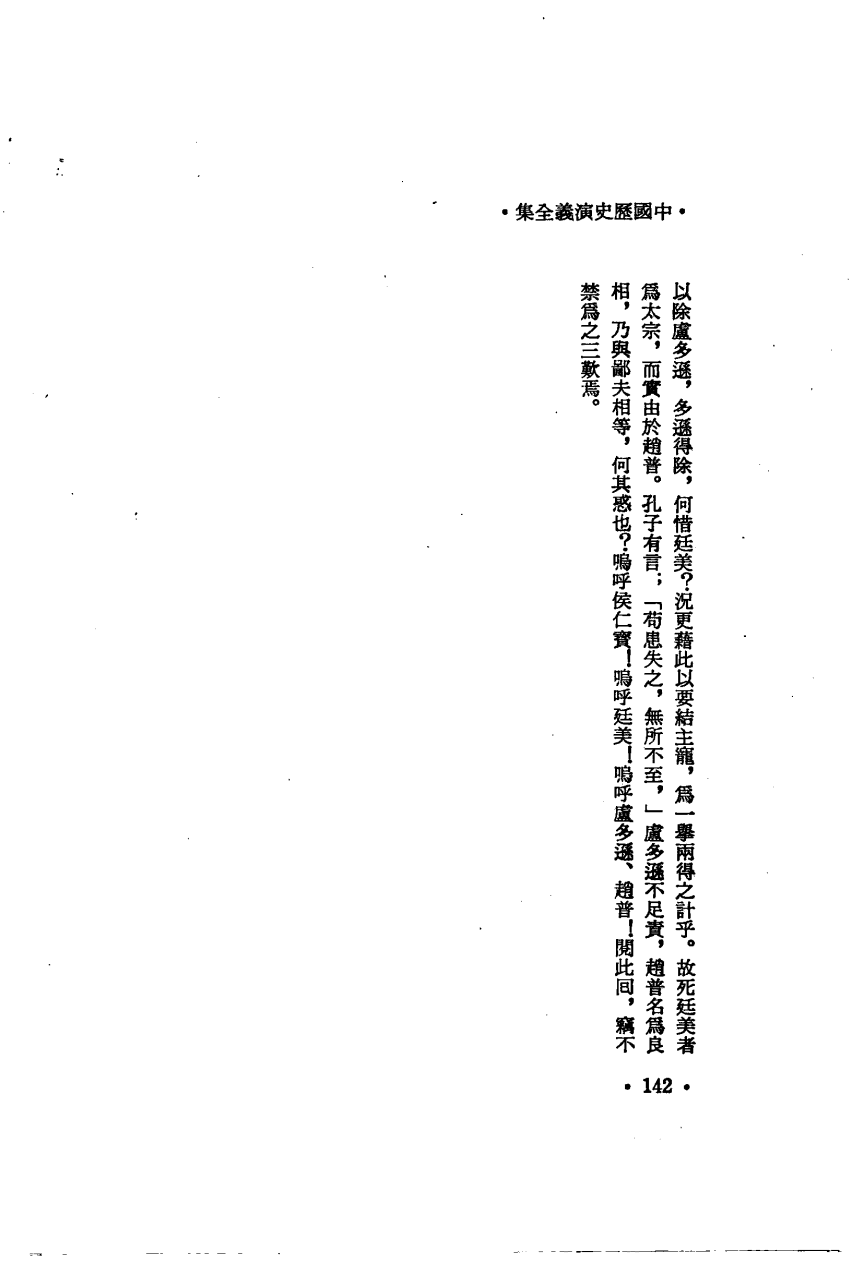 •中國歷史演義全集•
以除盧多遜，多遜得除，何惜廷美？況更藉此以要結主寵，爲一舉兩得之計乎。故死廷美者
爲太宗，而實由於趙普。孔子有言；「苟患失之，無所不至，」盧多遜不足責，趙普名爲良
相，乃與鄙夫相等，何其惑也？嗚呼侯仁寶！嗚呼廷美！嗚呼盧多遜、趙普！閱此回，竊不
禁爲之三歎焉。
• 142 •